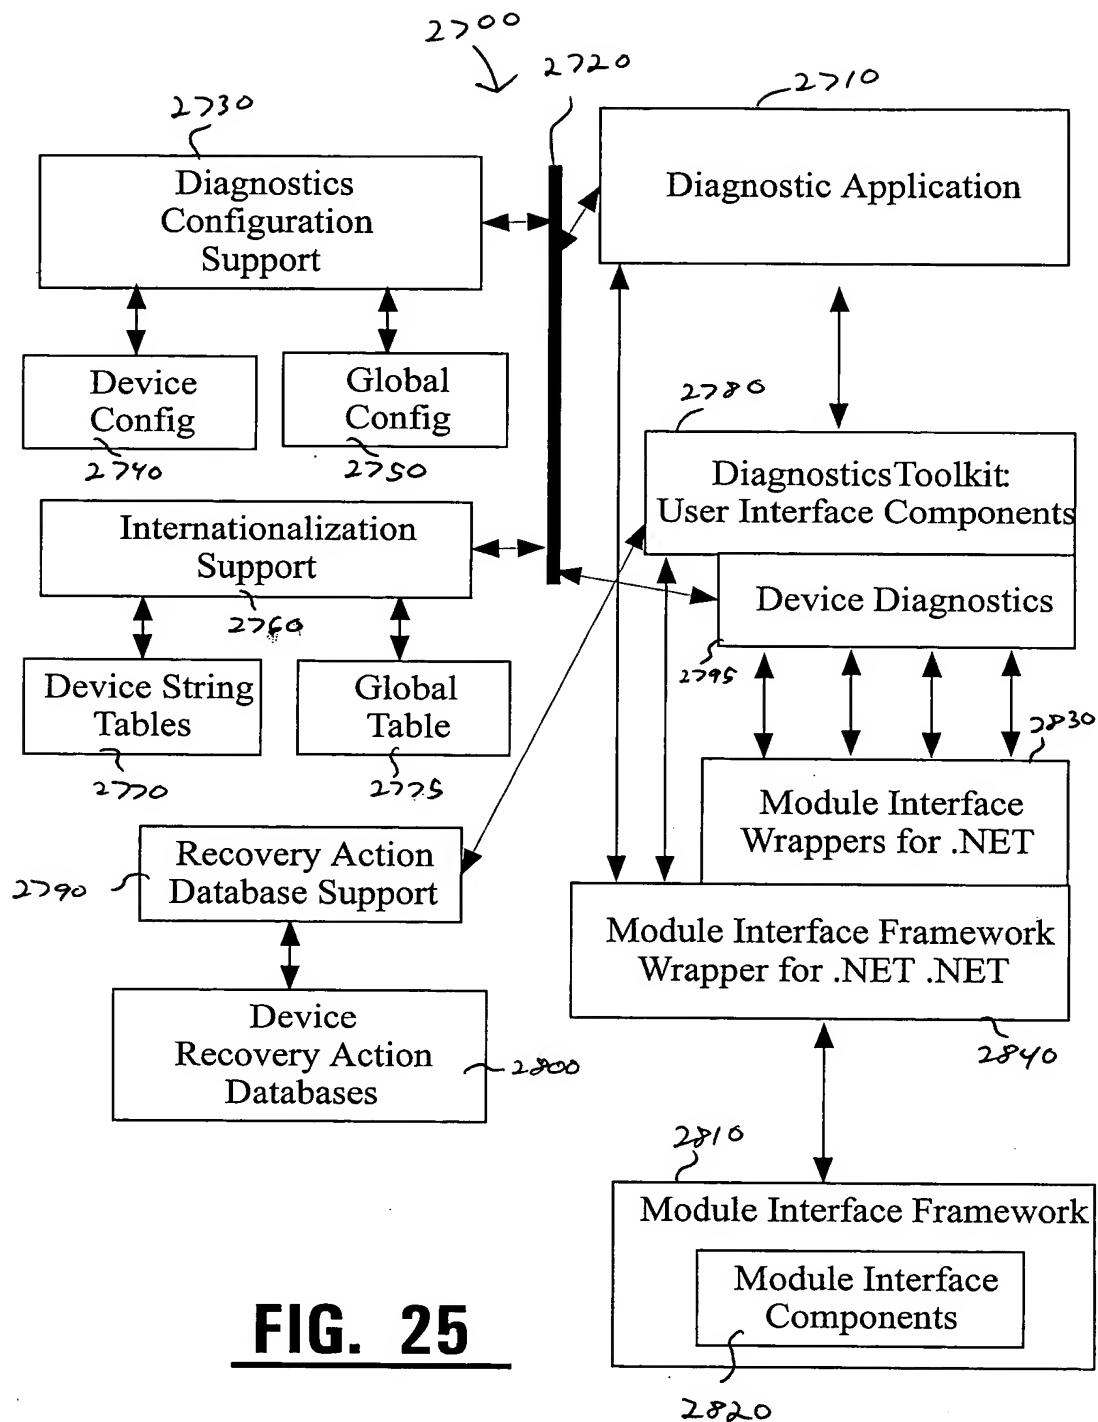 2700
2720
2710
2730
Diagnostics
Configuration
Support
Diagnostic Application
Device
Config
2740
Global
Config
2750
2780
DiagnosticsToolkit:
User Interface Components
Internationalization
Support
2760
Device Diagnostics
2795
Device String
Tables
2770
Global
Table
2775
2830
Module Interface
Wrappers for .NET
Recovery Action
Database Support
2790
Module Interface Framework
Wrapper for .NET .NET
2840
Device
Recovery Action
Databases
2800
2810
Module Interface Framework
Module Interface
Components
2820
FIG. 25